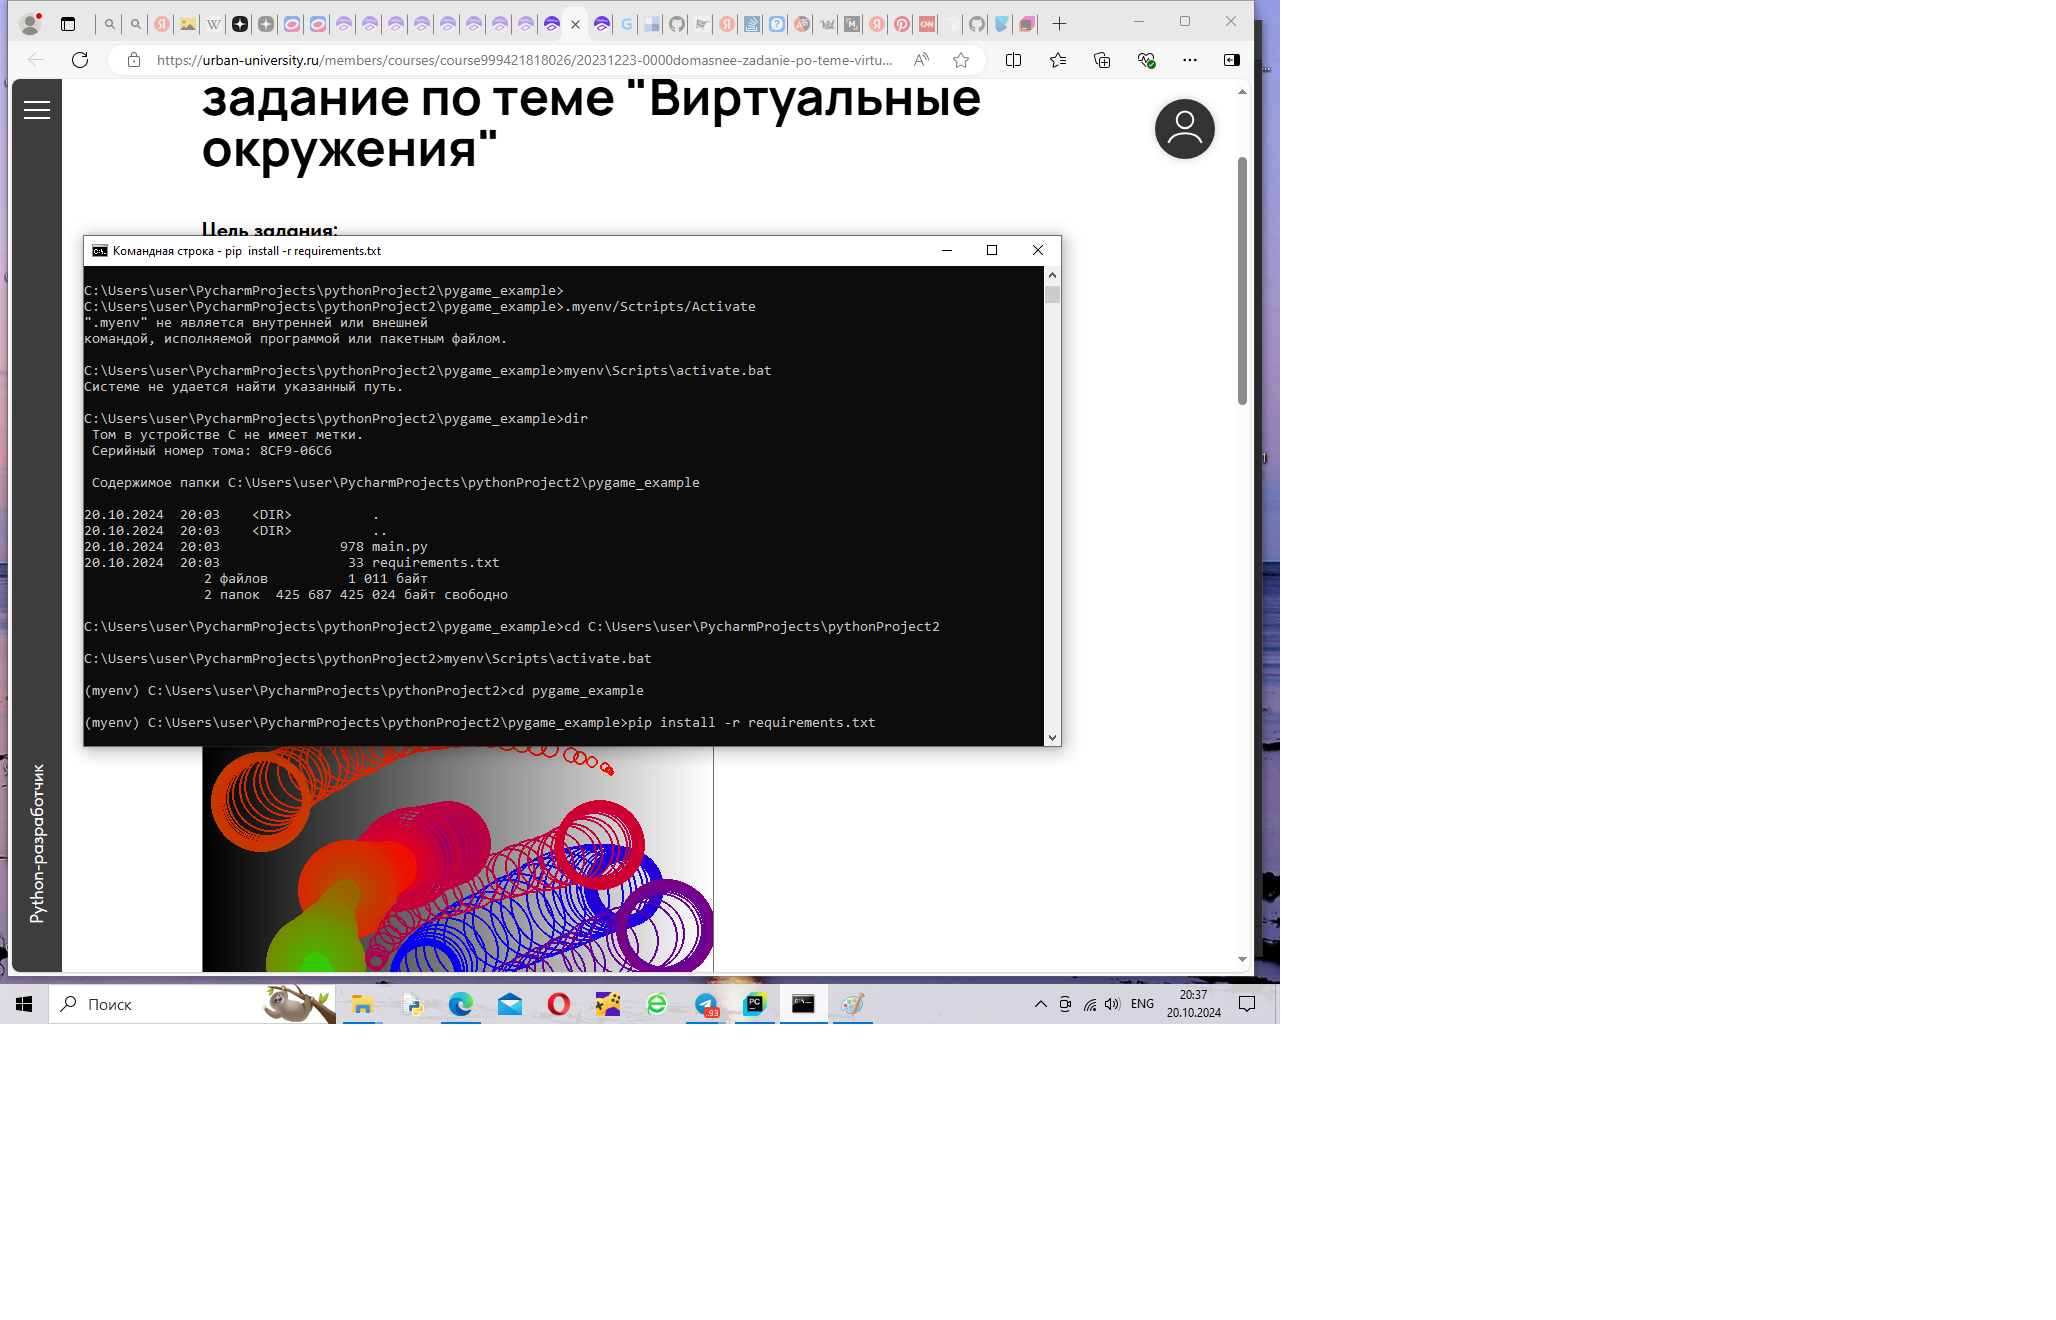 https://urban-university.ru/members/courses/course999421818026/20231223-0000domasnee-zadanie-po-teme-virtu...
задание по теме "Виртуальные
окружения"
Цель задания:
Командная строка - pip  install -r requirements.txt
C:\Users\user\PycharmProjects\pythonProject2\pygame_example>
C:\Users\user\PycharmProjects\pythonProject2\pygame_example>.myenv/Sctripts/Activate
".myenv" не является внутренней или внешней
командой, исполняемой программой или пакетным файлом.
C:\Users\user\PycharmProjects\pythonProject2\pygame_example>myenv\Scripts\activate.bat
Системе не удается найти указанный путь.
C:\Users\user\PycharmProjects\pythonProject2\pygame_example>dir
Том в устройстве C не имеет метки.
Серийный номер тома: 8CF9-06C6
Содержимое папки C:\Users\user\PycharmProjects\pythonProject2\pygame_example
20.10.2024  20:03    <DIR>          .
20.10.2024  20:03    <DIR>          ..
20.10.2024  20:03               978 main.py
20.10.2024  20:03                33 requirements.txt
2 файлов          1 011 байт
2 папок  425 687 425 024 байт свободно
C:\Users\user\PycharmProjects\pythonProject2\pygame_example>cd C:\Users\user\PycharmProjects\pythonProject2
C:\Users\user\PycharmProjects\pythonProject2>myenv\Scripts\activate.bat
(myenv) C:\Users\user\PycharmProjects\pythonProject2>cd pygame_example
(myenv) C:\Users\user\PycharmProjects\pythonProject2\pygame_example>pip install -r requirements.txt
Python-разработчик
Поиск
ENG
20:37
20.10.2024